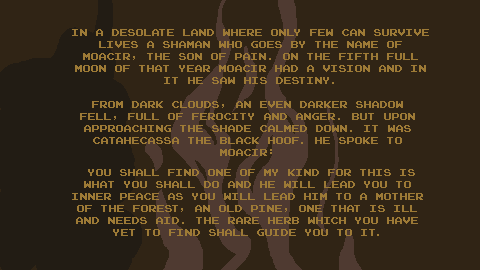 IN A DESOLATE LAND WHERE ONLY FEW CAN SURVIVE
LIVES A SHAMAN WHO GOES BY THE NAME OF
MOACIR, THE SON OF PAIN. ON THE FIFTH FULL
MOON OF THAT YEAR MOACIR HAD A VISION AND IN
IT HE SAW HIS DESTINY.
FROM DARK CLOUDS, AN EVEN DARKER SHADOW
FELL, FULL OF FEROCITY AND ANGER. BUT UPON
APPROACHING THE SHADE CALMED DOWN. IT WAS
CATAHECASSA THE BLACK HOOF. HE SPOKE TO
MOACIR:
YOU SHALL FIND ONE OF MY KIND FOR THIS IS
WHAT YOU SHALL DO AND HE WILL LEAD YOU TO
INNER PEACE AS YOU WILL LEAD HIM TO A MOTHER
OF THE FOREST, AN OLD PINE, ONE THAT IS ILL
AND NEEDS AID. THE RARE HERB WHICH YOU HAVE
YET TO FIND SHALL GUIDE YOU TO IT.